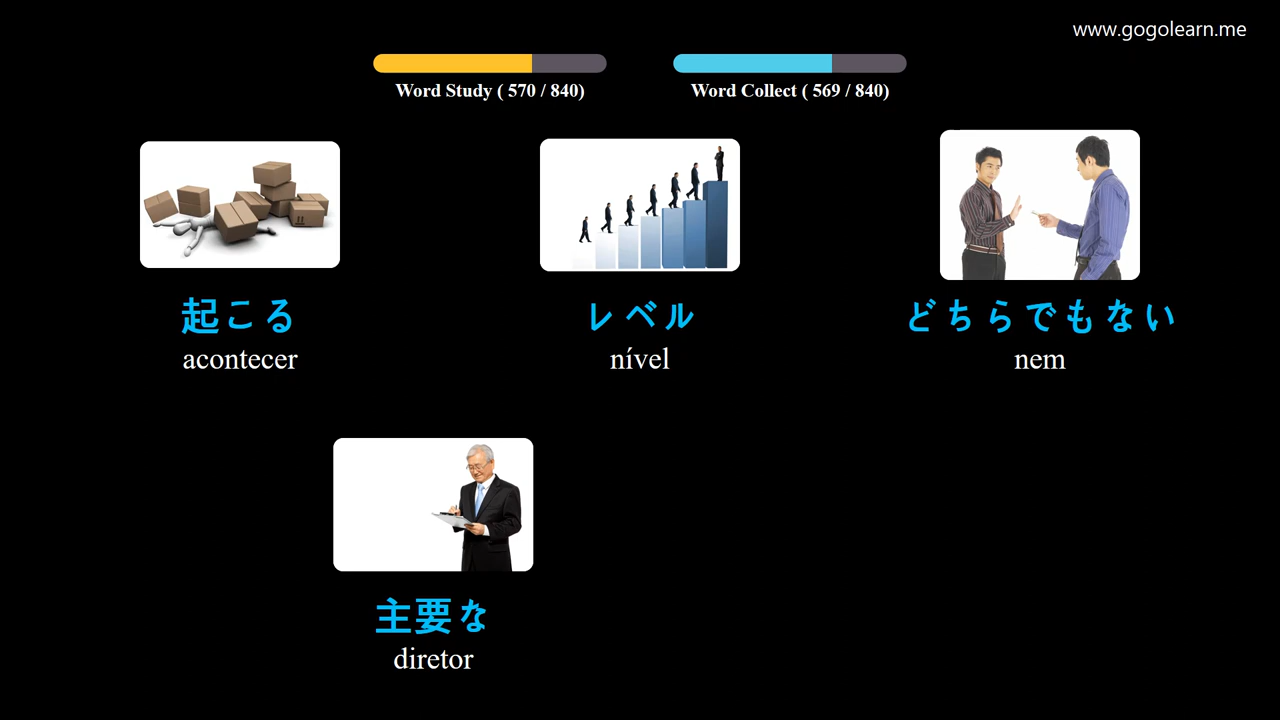 www.gogolearn.me
Word Study ( 570 / 840)
Word Collect ( 569 / 840)
起こる
acontecer
レベル
nível
どちらでもない
nem
主要な
diretor